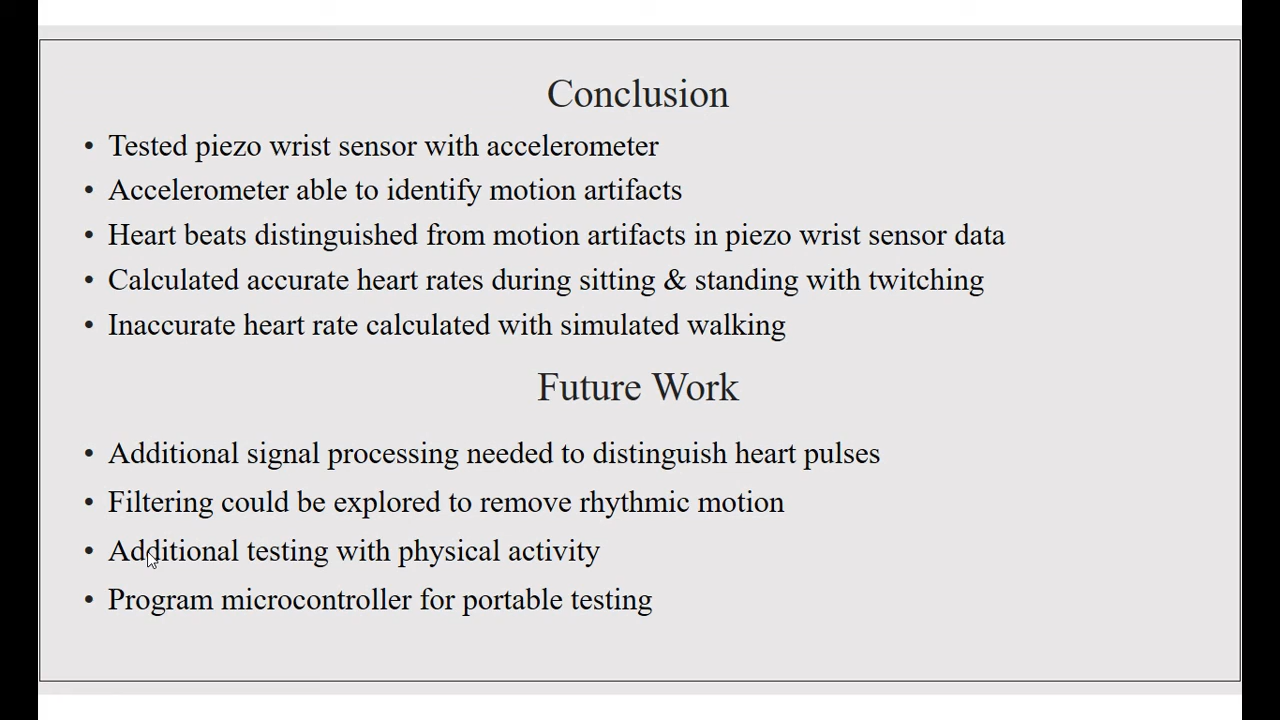 Conclusion
• Tested piezo wrist sensor with accelerometer
• Accelerometer able to identify motion artifacts
• Heart beats distinguished from motion artifacts in piezo wrist sensor data
• Calculated accurate heart rates during sitting & standing with twitching
• Inaccurate heart rate calculated with simulated walking
Future Work
• Additional signal processing needed to distinguish heart pulses
• Filtering could be explored to remove rhythmic motion
• Additional testing with physical activity
• Program microcontroller for portable testing